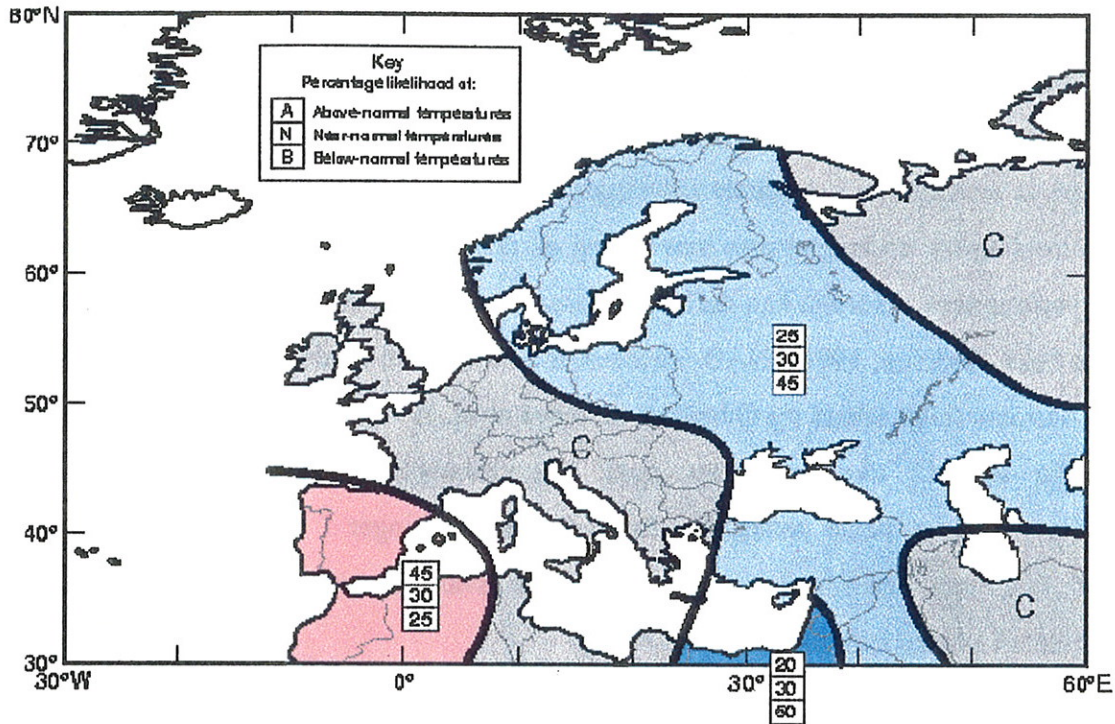 80°N
Key
Percentage likelihood of:
A Above-normal temperatures
N Near-normal temperatures
B Below-normal temperatures
70°
C
60°
25
30
45
50°
C
40°
45
30
25
C
30°
30°W
0°
30°
60°E
20
30
50